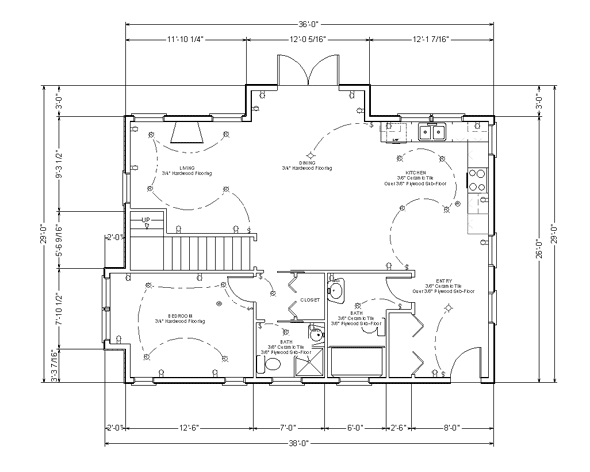 36'-0"
11'-10 1/4"
12'-0 5/16"
12'-1 7/16"
3'-0"
3'-0"
LIVING
3/4" Hardwood Flooring
DINING
3/4" Hardwood Flooring
KITCHEN
3/8" Ceramic Tile
Over 3/8" Plywood Sub-Floor
9'-3 1/2"
UP
2'-0"
29'-0"
5'-6 9/16"
26'-0"
29'-0"
ENTRY
3/8" Ceramic Tile
Over 3/8" Plywood Sub-Floor
CLOSET
7'-10 1/2"
BEDROOM
3/4" Hardwood Flooring
BATH
3/8" Ceramic Tile
3/8" Plywood Sub-Floor
BATH
3/8" Ceramic Tile
3/8" Plywood Sub-Floor
3'-3 7/16"
2'-0"
12'-6"
7'-0"
6'-0"
2'-6"
8'-0"
38'-0"